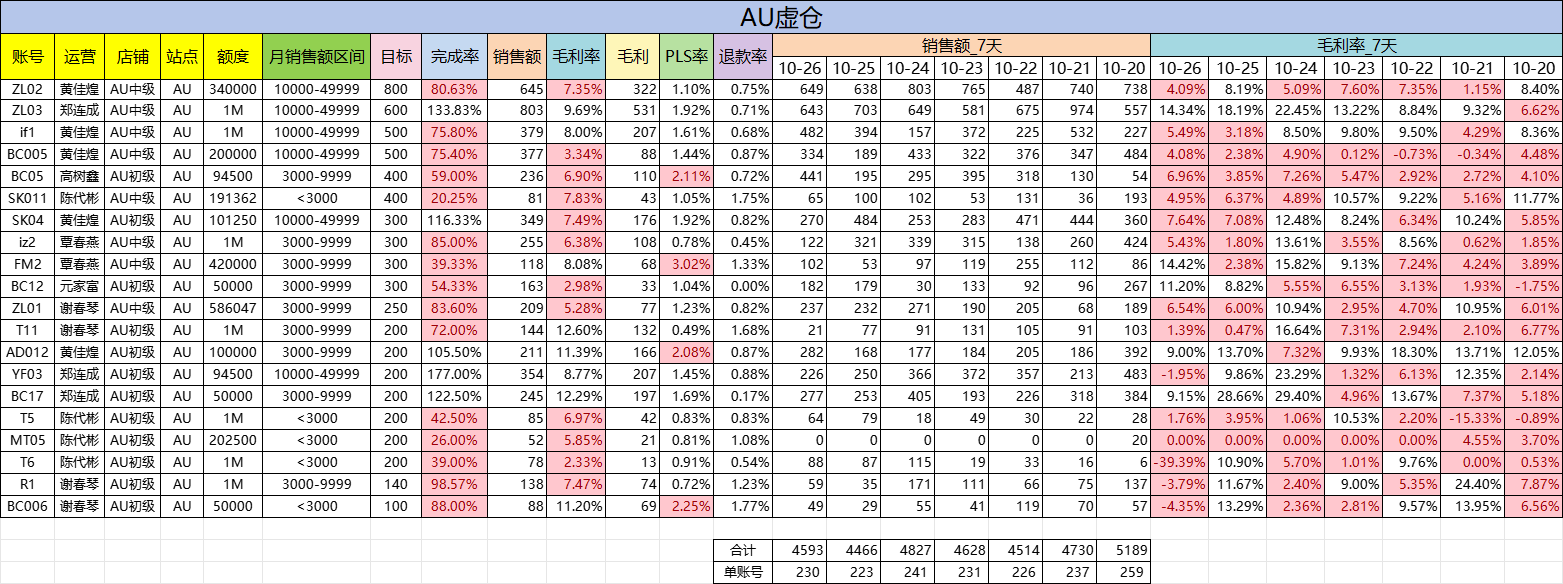 AU虚仓
账号 运营 店铺 站点 额度 月销售额区间 目标 完成率 销售额 毛利率 毛利 PLS率 退款率 销售额_7天 毛利率_7天
10-26 10-25 10-24 10-23 10-22 10-21 10-20 10-26 10-25 10-24 10-23 10-22 10-21 10-20
ZL02 黄佳煌 AU中级 AU 340000 10000-49999 800 80.63% 645 7.35% 322 1.10% 0.75% 649 638 803 765 487 740 738 4.09% 8.19% 5.09% 7.60% 7.35% 1.15% 8.40%
ZL03 郑连成 AU中级 AU 1M 10000-49999 600 133.83% 803 9.69% 531 1.92% 0.71% 643 703 649 581 675 974 557 14.34% 18.19% 22.45% 13.22% 8.84% 9.32% 6.62%
if1 黄佳煌 AU中级 AU 1M 10000-49999 500 75.80% 379 8.00% 207 1.61% 0.68% 482 394 157 372 225 532 227 5.49% 3.18% 8.50% 9.80% 9.50% 4.29% 8.36%
BC005 黄佳煌 AU中级 AU 200000 10000-49999 500 75.40% 377 3.34% 88 1.44% 0.87% 334 189 433 322 376 347 484 4.08% 2.38% 4.90% 0.12% -0.73% -0.34% 4.48%
BC05 高树鑫 AU初级 AU 94500 3000-9999 400 59.00% 236 6.90% 110 2.11% 0.72% 441 195 295 395 318 130 54 6.96% 3.85% 7.26% 5.47% 2.92% 2.72% 4.10%
SK011 陈代彬 AU中级 AU 191362 <3000 400 20.25% 81 7.83% 43 1.05% 1.75% 65 100 102 53 131 36 193 4.95% 6.37% 4.89% 10.57% 9.22% 5.16% 11.77%
SK04 黄佳煌 AU初级 AU 101250 10000-49999 300 116.33% 349 7.49% 176 1.92% 0.82% 270 484 253 283 471 444 360 7.64% 7.08% 12.48% 8.24% 6.34% 10.24% 5.85%
iz2 覃春燕 AU中级 AU 1M 3000-9999 300 85.00% 255 6.38% 108 0.78% 0.45% 122 321 339 315 138 260 424 5.43% 1.80% 13.61% 3.55% 8.56% 0.62% 1.85%
FM2 覃春燕 AU中级 AU 420000 3000-9999 300 39.33% 118 8.08% 68 3.02% 1.33% 102 53 97 119 255 112 86 14.42% 2.38% 15.82% 9.13% 7.24% 4.24% 3.89%
BC12 元家富 AU初级 AU 50000 3000-9999 300 54.33% 163 2.98% 33 1.04% 0.00% 182 179 30 133 92 96 267 11.20% 8.82% 5.55% 6.55% 3.13% 1.93% -1.75%
ZL01 谢春琴 AU中级 AU 586047 3000-9999 250 83.60% 209 5.28% 77 1.23% 0.82% 237 232 271 190 205 68 189 6.54% 6.00% 10.94% 2.95% 4.70% 10.95% 6.01%
T11 谢春琴 AU初级 AU 1M 3000-9999 200 72.00% 144 12.60% 132 0.49% 1.68% 21 77 91 131 105 91 103 1.39% 0.47% 16.64% 7.31% 2.94% 2.10% 6.77%
AD012 黄佳煌 AU初级 AU 100000 3000-9999 200 105.50% 211 11.39% 166 2.08% 0.87% 282 168 177 184 205 186 392 9.00% 13.70% 7.32% 9.93% 18.30% 13.71% 12.05%
YF03 郑连成 AU初级 AU 94500 10000-49999 200 177.00% 354 8.77% 207 1.45% 0.88% 226 250 366 372 357 213 483 -1.95% 9.86% 23.29% 1.32% 6.13% 12.35% 2.14%
BC17 郑连成 AU初级 AU 50000 3000-9999 200 122.50% 245 12.29% 197 1.69% 0.17% 277 253 405 193 226 318 384 9.15% 28.66% 29.40% 4.96% 13.67% 7.37% 5.18%
T5 陈代彬 AU初级 AU 1M <3000 200 42.50% 85 6.97% 42 0.83% 0.83% 64 79 18 49 30 22 28 1.76% 3.95% 1.06% 10.53% 2.20% -15.33% -0.89%
MT05 陈代彬 AU初级 AU 202500 <3000 200 26.00% 52 5.85% 21 0.81% 1.08% 0 0 0 0 0 0 20 0.00% 0.00% 0.00% 0.00% 0.00% 4.55% 3.70%
T6 陈代彬 AU初级 AU 1M <3000 200 39.00% 78 2.33% 13 0.91% 0.54% 88 87 115 19 33 16 6 -39.39% 10.90% 5.70% 1.01% 9.76% 0.00% 0.53%
R1 谢春琴 AU初级 AU 1M 3000-9999 140 98.57% 138 7.47% 74 0.72% 1.23% 59 35 171 111 66 75 137 -3.79% 11.67% 2.40% 9.00% 5.35% 24.40% 7.87%
BC006 谢春琴 AU初级 AU 50000 <3000 100 88.00% 88 11.20% 69 2.25% 1.77% 49 29 55 41 119 70 57 -4.35% 13.29% 2.36% 2.81% 9.57% 13.95% 6.56%
合计 4593 4466 4827 4628 4514 4730 5189
单账号 230 223 241 231 226 237 259